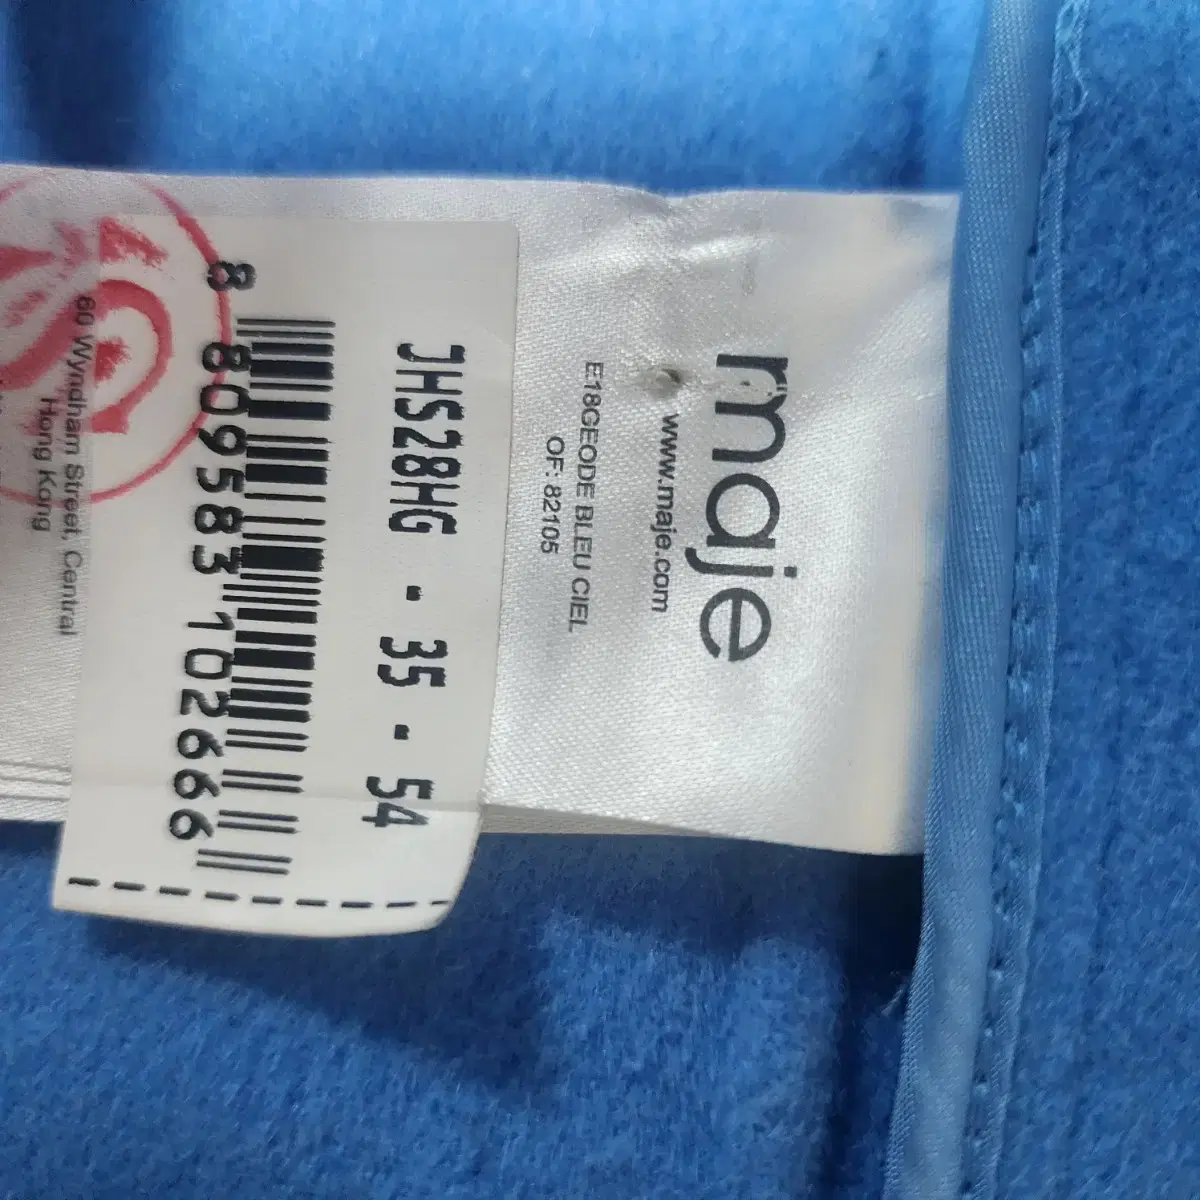 maje
www.maje.com
E18GEODE BLEU CIEL
OF: 82105
JHS28HG - 35 - 54
8 809583 102666
60 Wyndham Street, Central
Hong Kong